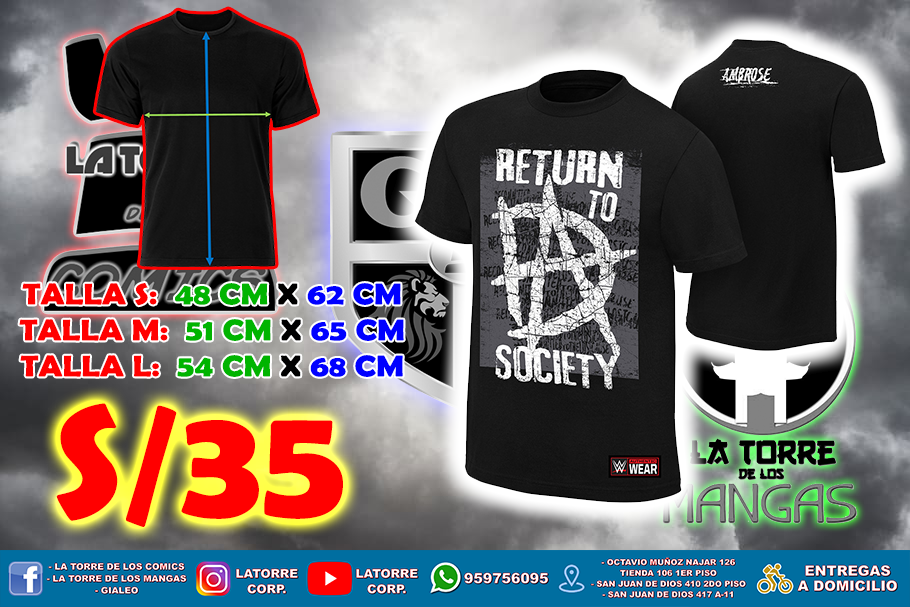 LA TO
COMICS
TALLA S: 48 CM X 62 CM
TALLA M: 51 CM X 65 CM
TALLA L: 54 CM X 68 CM
S/35
G
RETURN
TO
SOCIETY
W WEAR
AMBROSE
LA TORRE
DE LOS
MANGAS
- LA TORRE DE LOS COMICS
- LA TORRE DE LOS MANGAS
- GIALEO
LATORRE
CORP.
LATORRE
CORP.
959756095
- OCTAVIO MUÑOZ NAJAR 126
TIENDA 106 1ER PISO
- SAN JUAN DE DIOS 410 2DO PISO
- SAN JUAN DE DIOS 417 A-11
ENTREGAS
A DOMICILIO